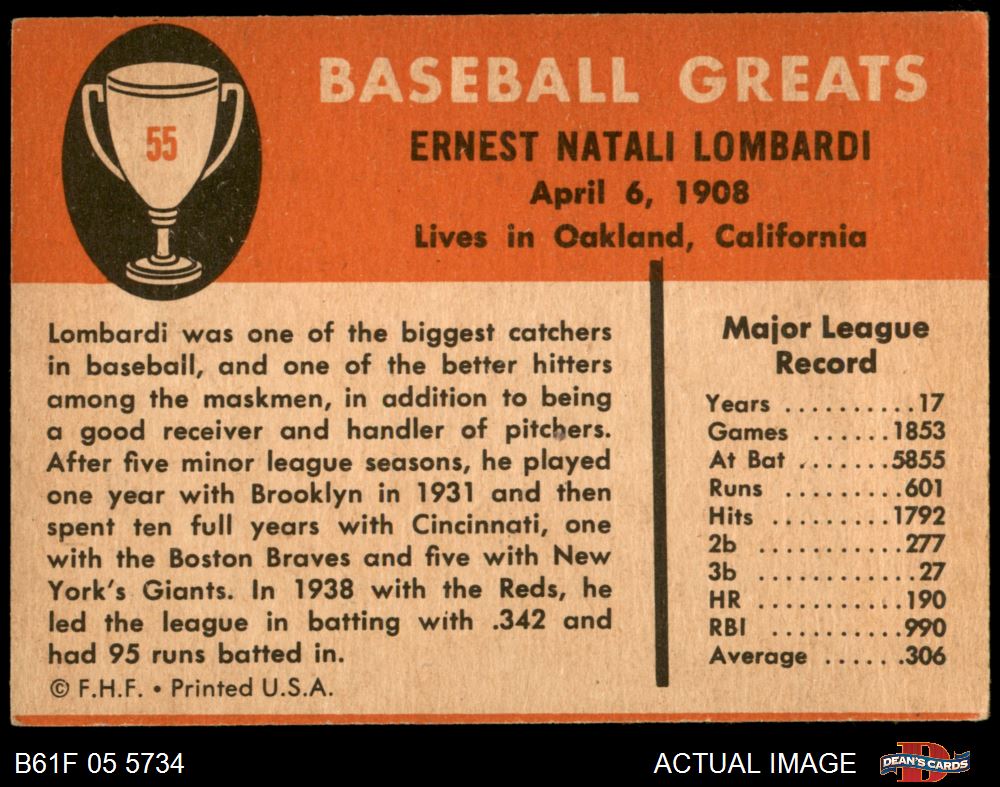 55
BASEBALL GREATS
ERNEST NATALI LOMBARDI
April 6, 1908
Lives in Oakland, California
Lombardi was one of the biggest catchers
in baseball, and one of the better hitters
among the maskmen, in addition to being
a good receiver and handler of pitchers.
After five minor league seasons, he played
one year with Brooklyn in 1931 and then
spent ten full years with Cincinnati, one
with the Boston Braves and five with New
York's Giants. In 1938 with the Reds, he
led the league in batting with .342 and
had 95 runs batted in.
© F.H.F. • Printed U.S.A.
Major League
Record
Years ..........17
Games ......1853
At Bat .......5855
Runs .........601
Hits .........1792
2b ..........277
3b ...........27
HR ..........190
RBI ..........990
Average ......306
B61F 05 5734
ACTUAL IMAGE
D
DEAN'S CARDS